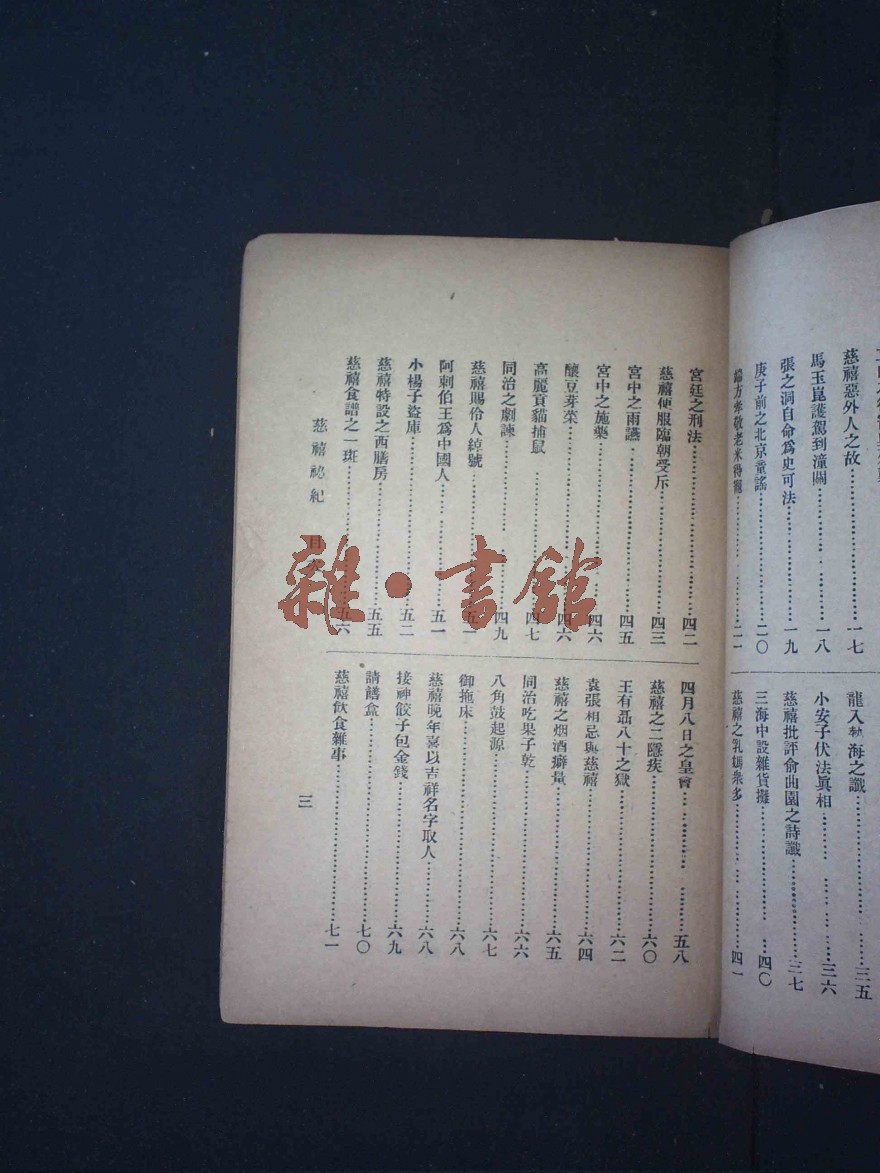 慈禧惡外人之故……一七
馬玉崑護駕到潼關……一八
張之洞自命爲史可法……一九
庚子前之北京童謠……二〇
龍入勃海之讖……三五
小安子伏法眞相……三六
慈禧批評俞曲園之詩讖……三七
三海中設雜貨攤……四〇
慈禧之乳媼衆多……四一
宮廷之刑法……四二
慈禧便服臨朝受斥……四三
宮中之雨讌……四五
宮中之施藥……四六
釀豆芽菜……四六
高麗貢貓捕鼠……四七
同治之劇諫……四九
慈禧賜伶人綽號
阿剌伯王爲中國人……五一
小楊子盜庫……五二
慈禧特設之西膳房……五五
慈禧食譜之一斑……五六
四月八日之皇會……五八
慈禧之二隱疾……六〇
王有聶八十之獄……六二
袁張相忌與慈禧……六四
慈禧之烟酒癖量……六五
同治吃果子乾……六六
八角鼓起源……六七
御拖床……六八
慈禧晚年喜以吉祥名字取人……六八
接神餃子包金錢……六九
請膳盒……七〇
慈禧飲食雜事……七一
慈禧祕紀 目次
三
雜·書館